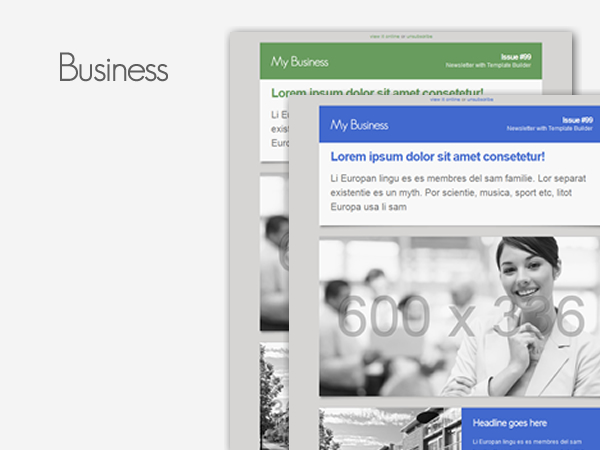 Business
view it online or unsubscribe
My Business
Issue #99
Newsletter with Template Builder
Lorem ipsum dolor sit amet consetetur!
Li E
exist
Euro
view it online or unsubscribe
My Business
Issue #99
Newsletter with Template Builder
Lorem ipsum dolor sit amet consetetur!
Li Europan lingu es es membres del sam familie. Lor separat
existentie es un myth. Por scientie, musica, sport etc, litot
Europa usa li sam
600 x 336
Headline goes here
Li Europan lingu es es membres del sam